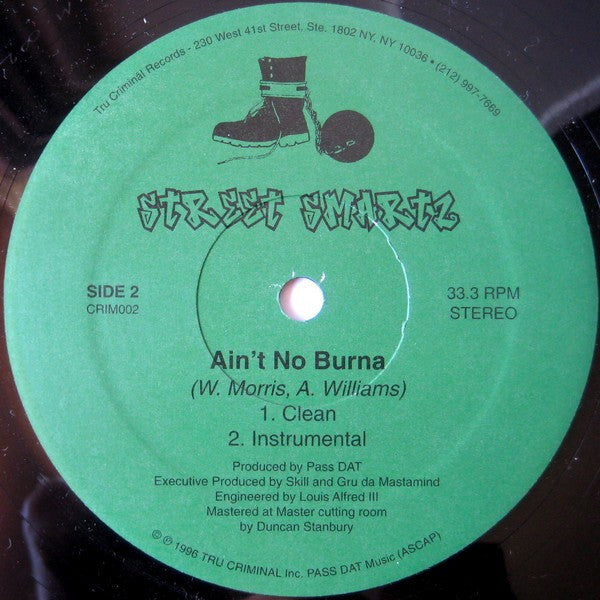 Tru Criminal Records - 230 West 41st Street, Ste. 1802 NY, NY 10036 • (212) 997-7669
STREET SMARTZ
SIDE 2
CRIM002
33.3 RPM
STEREO
Ain't No Burna
(W. Morris, A. Williams)
1. Clean
2. Instrumental
Produced by Pass DAT
Executive Produced by Skill and Gru da Mastamind
Engineered by Louis Alfred III
Mastered at Master cutting room
by Duncan Stanbury
© ℗ 1996 TRU CRIMINAL Inc. PASS DAT Music (ASCAP)